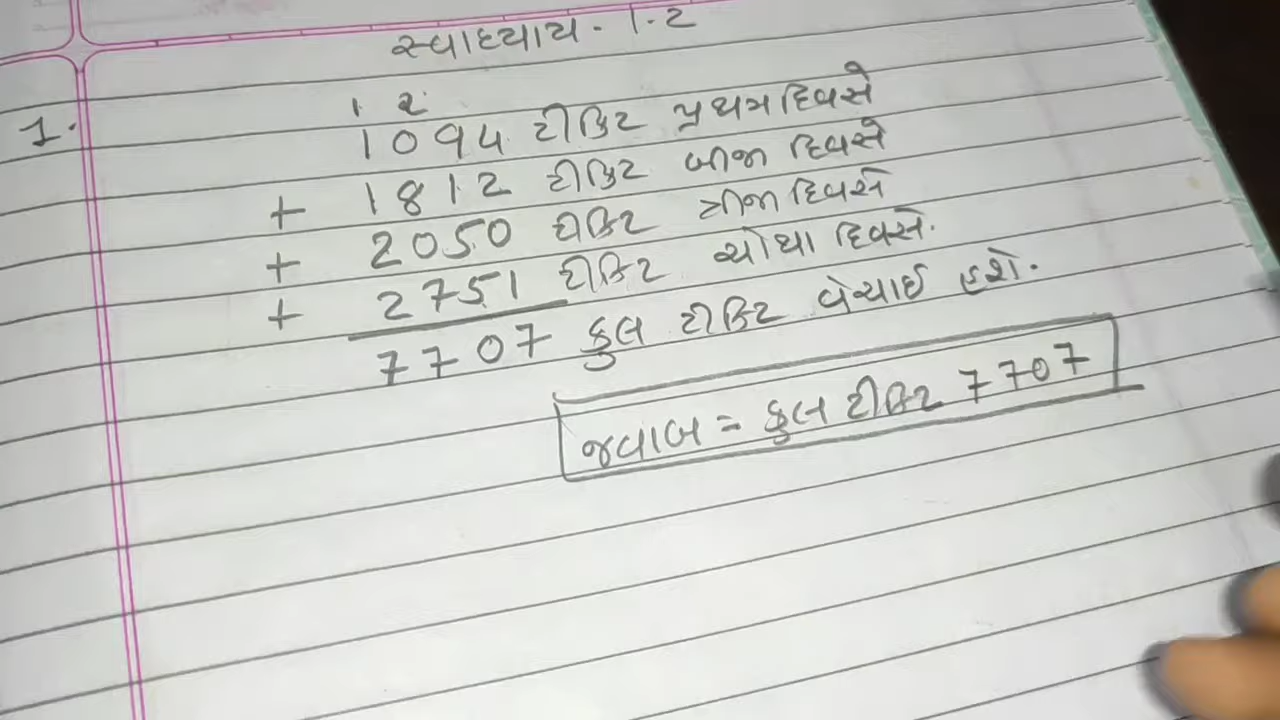 સ્વાધ્યાય. 1.2
1 2
1. 1094 ટીકિટ પ્રથમ દિવસે
+ 1812 ટીકિટ બીજા દિવસે
+ 2050 ટીકિટ ત્રીજા દિવસે
+ 2751 ટીકિટ ચોથા દિવસે.
7707 કુલ ટીકિટ વેચાઈ હશે.
જવાબ = કુલ ટીકિટ 7707